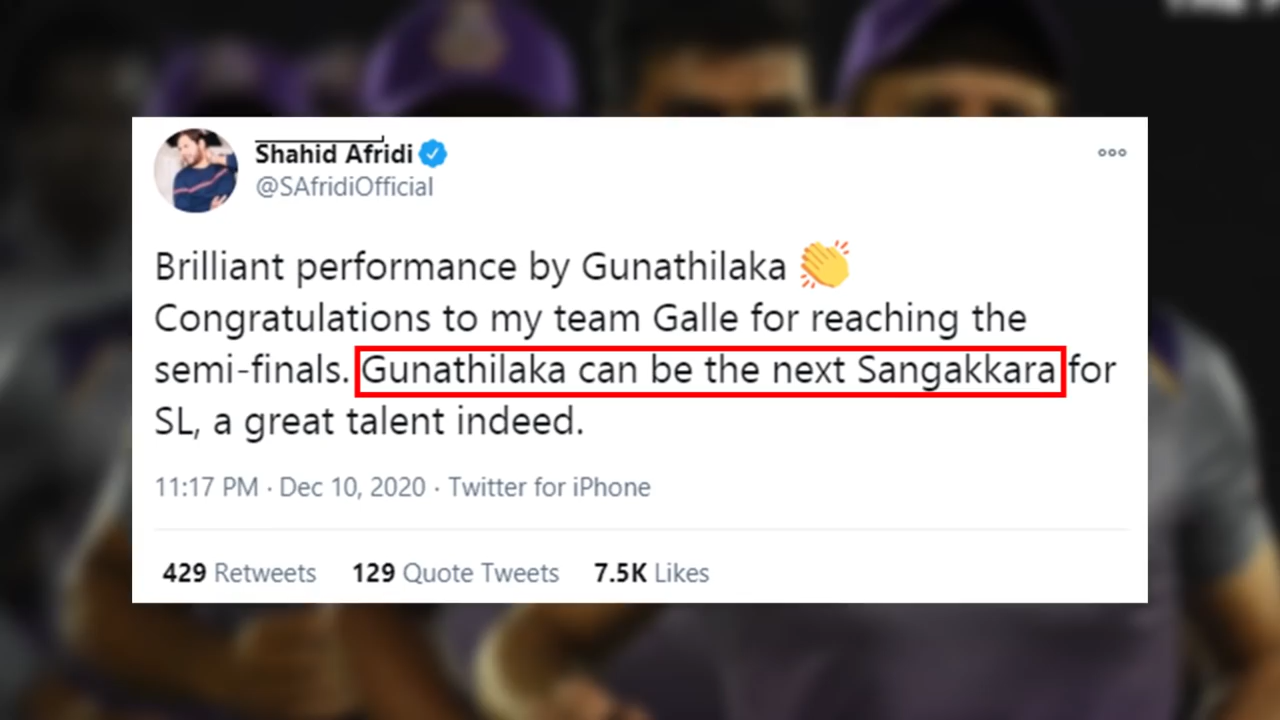 Shahid Afridi
@SAfridiOfficial
Brilliant performance by Gunathilaka 👏
Congratulations to my team Galle for reaching the
semi-finals. Gunathilaka can be the next Sangakkara for
SL, a great talent indeed.
11:17 PM · Dec 10, 2020 · Twitter for iPhone
429 Retweets 129 Quote Tweets 7.5K Likes